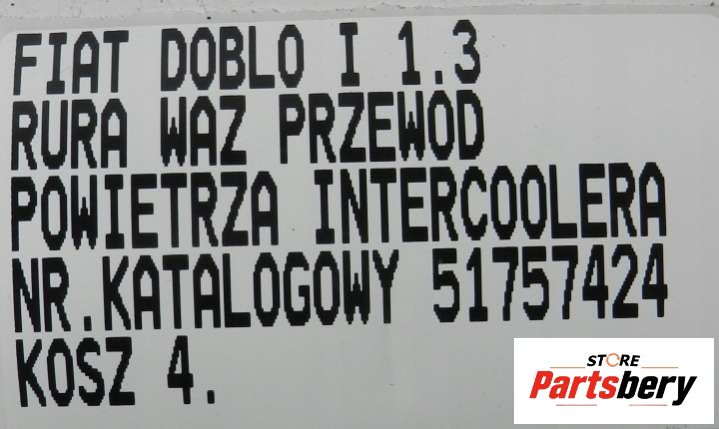 FIAT DOBLO I 1.3
RURA WAZ PRZEWOD
POWIETRZA INTERCOOLERA
NR.KATALOGOWY 51757424
KOSZ 4.
STORE
Partsbery